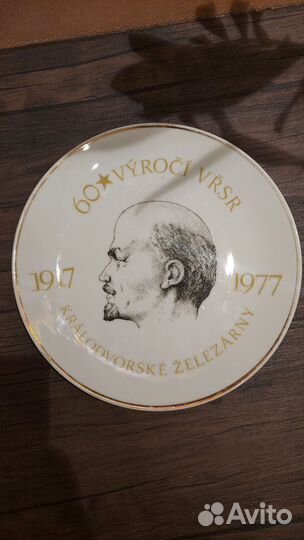 60★VÝROČÍ VŘSR
1917 1977
KRÁLODVORSKÉ ŽELEZÁRNY
Avito